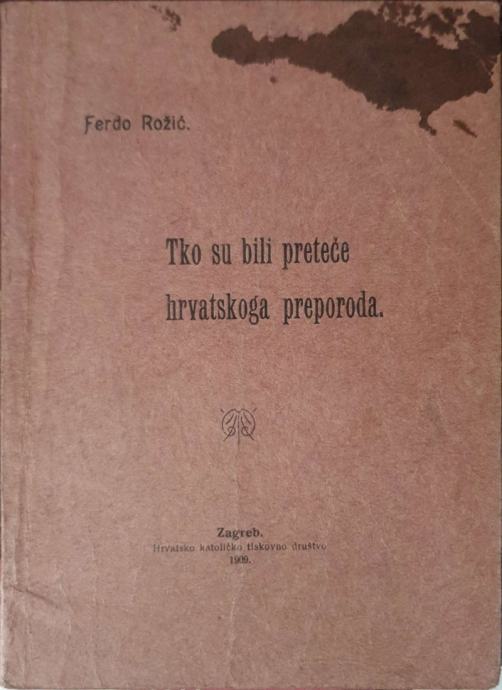 Ferdo Rožić.
Tko su bili preteče
hrvatskoga preporoda.
Zagreb.
Hrvatsko katoličko tiskovno društvo
1909.